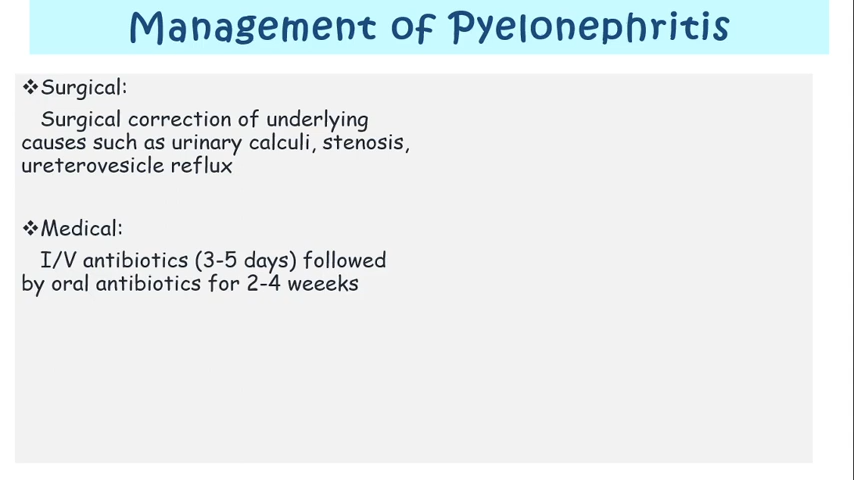 Management of Pyelonephritis
❖Surgical:
Surgical correction of underlying
causes such as urinary calculi, stenosis,
ureterovesicle reflux
❖Medical:
I/V antibiotics (3-5 days) followed
by oral antibiotics for 2-4 weeeks